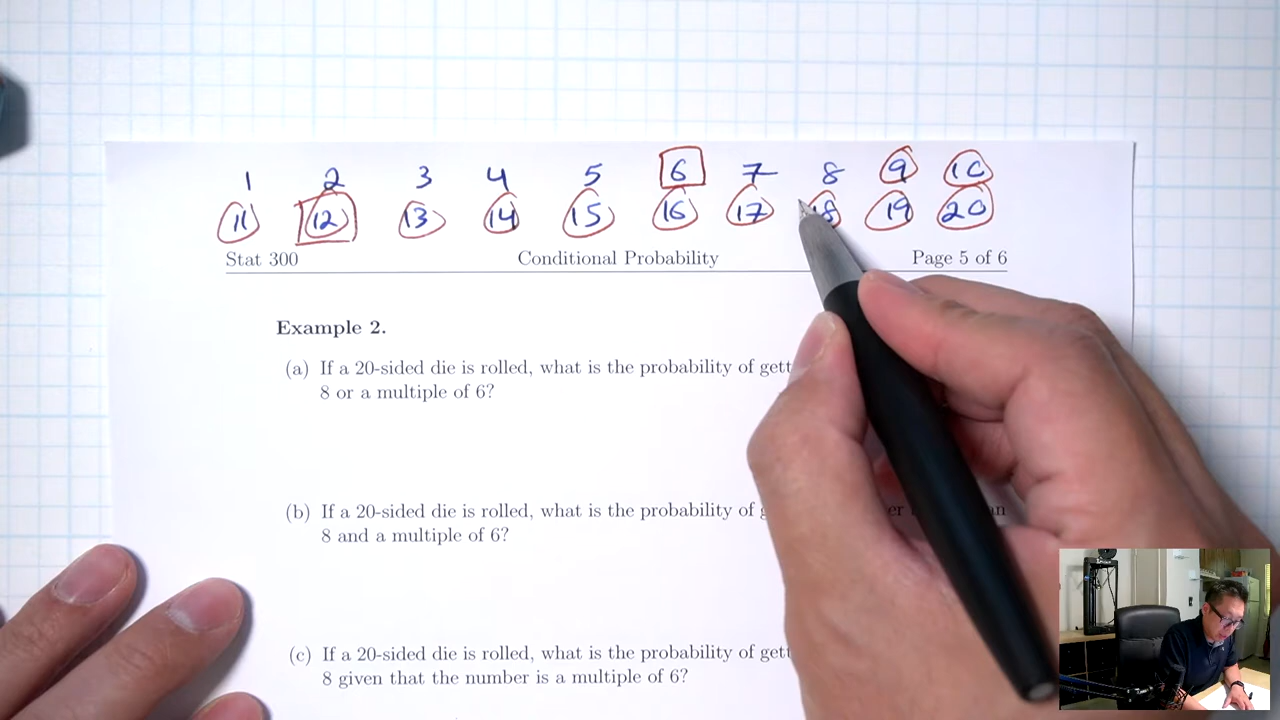 1 2 3 4 5 6 7 8 9 10
11 12 13 14 15 16 17 18 19 20
Stat 300 Conditional Probability Page 5 of 6
Example 2.
(a) If a 20-sided die is rolled, what is the probability of
8 or a multiple of 6?
(b) If a 20-sided die is rolled, what is the probability of
8 and a multiple of 6?
(c) If a 20-sided die is rolled, what is the probability of
8 given that the number is a multiple of 6?